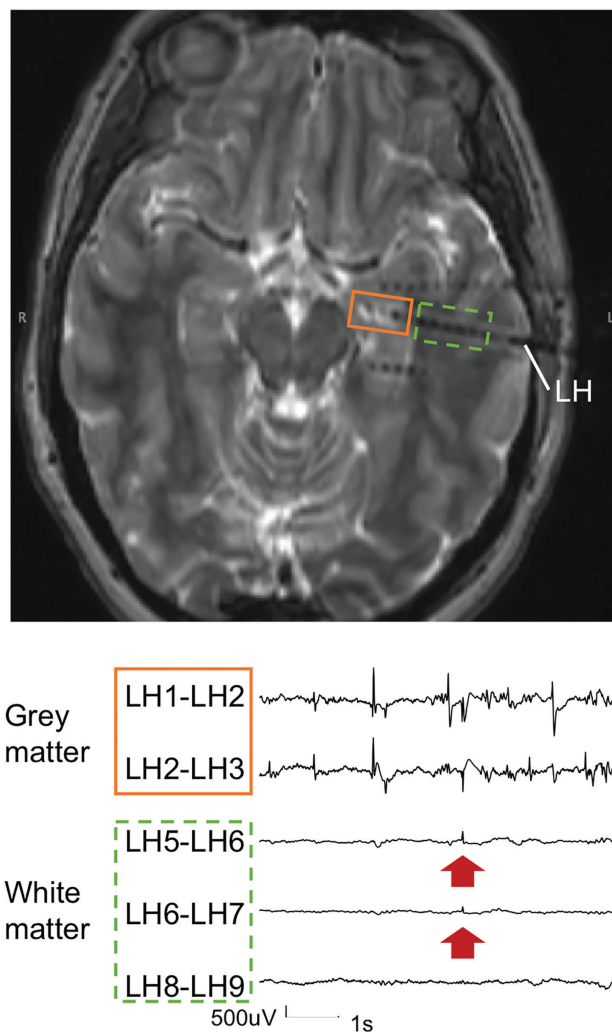 R
L
LH
Grey
matter
LH1-LH2
LH2-LH3
White
matter
LH5-LH6
LH6-LH7
LH8-LH9
500uV
1s